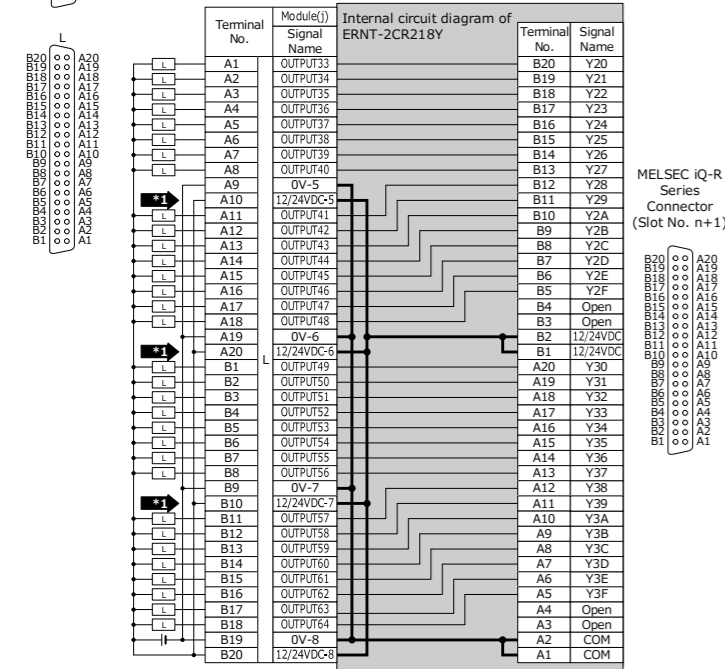 Terminal No. Module(j) Signal Name Internal circuit diagram of ERNT-2CR218Y Terminal No. Signal Name
L
B20 A20
B19 A19
B18 A18
B17 A17
B16 A16
B15 A15
B14 A14
B13 A13
B12 A12
B11 A11
B10 A10
B9 A9
B8 A8
B7 A7
B6 A6
B5 A5
B4 A4
B3 A3
B2 A2
B1 A1
L A1 OUTPUT33 B20 Y20
L A2 OUTPUT34 B19 Y21
L A3 OUTPUT35 B18 Y22
L A4 OUTPUT36 B17 Y23
L A5 OUTPUT37 B16 Y24
L A6 OUTPUT38 B15 Y25
L A7 OUTPUT39 B14 Y26
L A8 OUTPUT40 B13 Y27
A9 0V-5 B12 Y28
*1 A10 12/24VDC-5 B11 Y29
L A11 OUTPUT41 B10 Y2A
L A12 OUTPUT42 B9 Y2B
L A13 OUTPUT43 B8 Y2C
L A14 OUTPUT44 B7 Y2D
L A15 OUTPUT45 B6 Y2E
L A16 OUTPUT46 B5 Y2F
L A17 OUTPUT47 B4 Open
L A18 OUTPUT48 B3 Open
A19 0V-6 B2 12/24VDC
*1 A20 L 12/24VDC-6 B1 12/24VDC
L B1 OUTPUT49 A20 Y30
L B2 OUTPUT50 A19 Y31
L B3 OUTPUT51 A18 Y32
L B4 OUTPUT52 A17 Y33
L B5 OUTPUT53 A16 Y34
L B6 OUTPUT54 A15 Y35
L B7 OUTPUT55 A14 Y36
L B8 OUTPUT56 A13 Y37
B9 0V-7 A12 Y38
*1 B10 12/24VDC-7 A11 Y39
L B11 OUTPUT57 A10 Y3A
L B12 OUTPUT58 A9 Y3B
L B13 OUTPUT59 A8 Y3C
L B14 OUTPUT60 A7 Y3D
L B15 OUTPUT61 A6 Y3E
L B16 OUTPUT62 A5 Y3F
L B17 OUTPUT63 A4 Open
L B18 OUTPUT64 A3 Open
B19 0V-8 A2 COM
B20 12/24VDC-8 A1 COM
MELSEC iQ-R
Series
Connector
(Slot No. n+1)
B20 A20
B19 A19
B18 A18
B17 A17
B16 A16
B15 A15
B14 A14
B13 A13
B12 A12
B11 A11
B10 A10
B9 A9
B8 A8
B7 A7
B6 A6
B5 A5
B4 A4
B3 A3
B2 A2
B1 A1